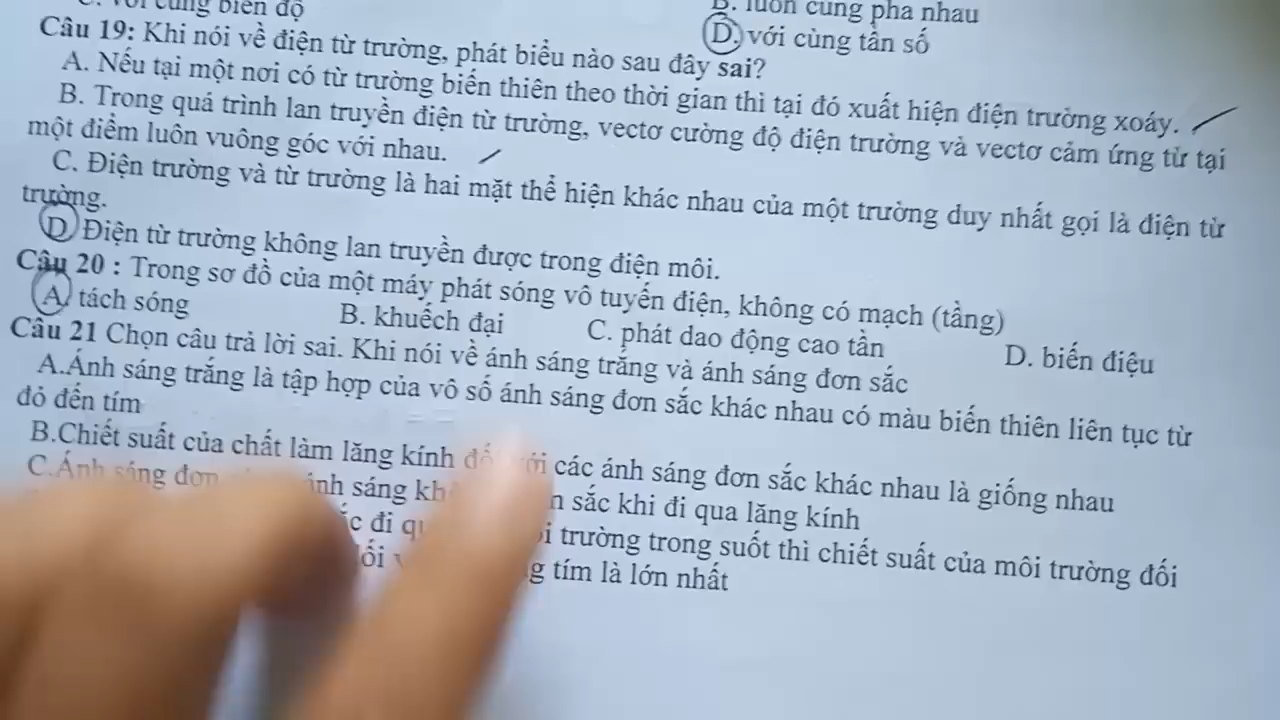 C. với cùng biên độ
B. luôn cùng pha nhau
D. với cùng tần số
Câu 19: Khi nói về điện từ trường, phát biểu nào sau đây sai?
A. Nếu tại một nơi có từ trường biến thiên theo thời gian thì tại đó xuất hiện điện trường xoáy.
B. Trong quá trình lan truyền điện từ trường, vectơ cường độ điện trường và vectơ cảm ứng từ tại
một điểm luôn vuông góc với nhau.
C. Điện trường và từ trường là hai mặt thể hiện khác nhau của một trường duy nhất gọi là điện từ
trường.
D. Điện từ trường không lan truyền được trong điện môi.
Câu 20 : Trong sơ đồ của một máy phát sóng vô tuyến điện, không có mạch (tầng)
A. tách sóng B. khuếch đại C. phát dao động cao tần D. biến điệu
Câu 21 Chọn câu trả lời sai. Khi nói về ánh sáng trắng và ánh sáng đơn sắc
A.Ánh sáng trắng là tập hợp của vô số ánh sáng đơn sắc khác nhau có màu biến thiên liên tục từ
đỏ đến tím
B.Chiết suất của chất làm lăng kính các ánh sáng đơn sắc khác nhau là giống nhau
C.Ánh sáng đơn ánh sáng sắc khi đi qua lăng kính
đi trường trong suốt thì chiết suất của môi trường đối
tím là lớn nhất